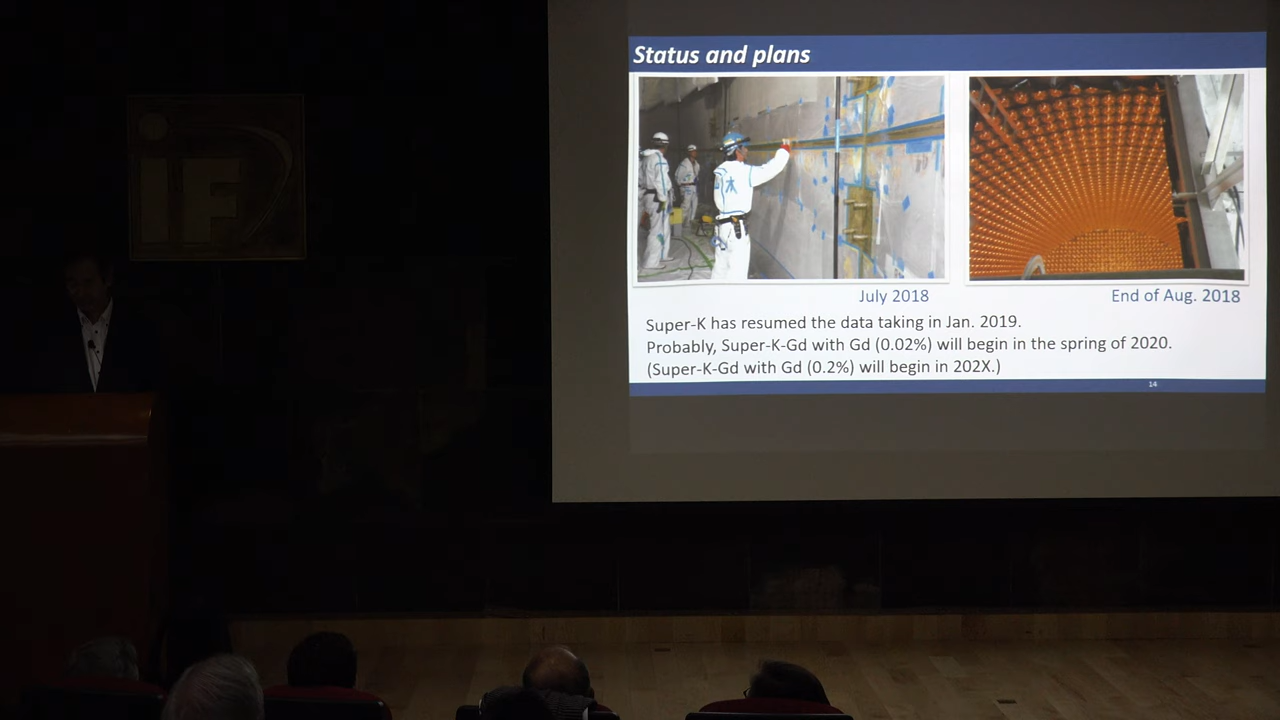 Status and plans
July 2018
End of Aug. 2018
Super-K has resumed the data taking in Jan. 2019.
Probably, Super-K-Gd with Gd (0.02%) will begin in the spring of 2020.
(Super-K-Gd with Gd (0.2%) will begin in 202X.)
14
IF